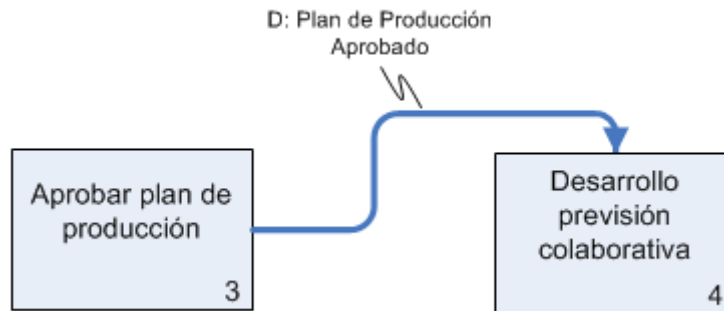 D: Plan de Producción
Aprobado
Aprobar plan de
producción
3
Desarrollo
previsión
colaborativa
4